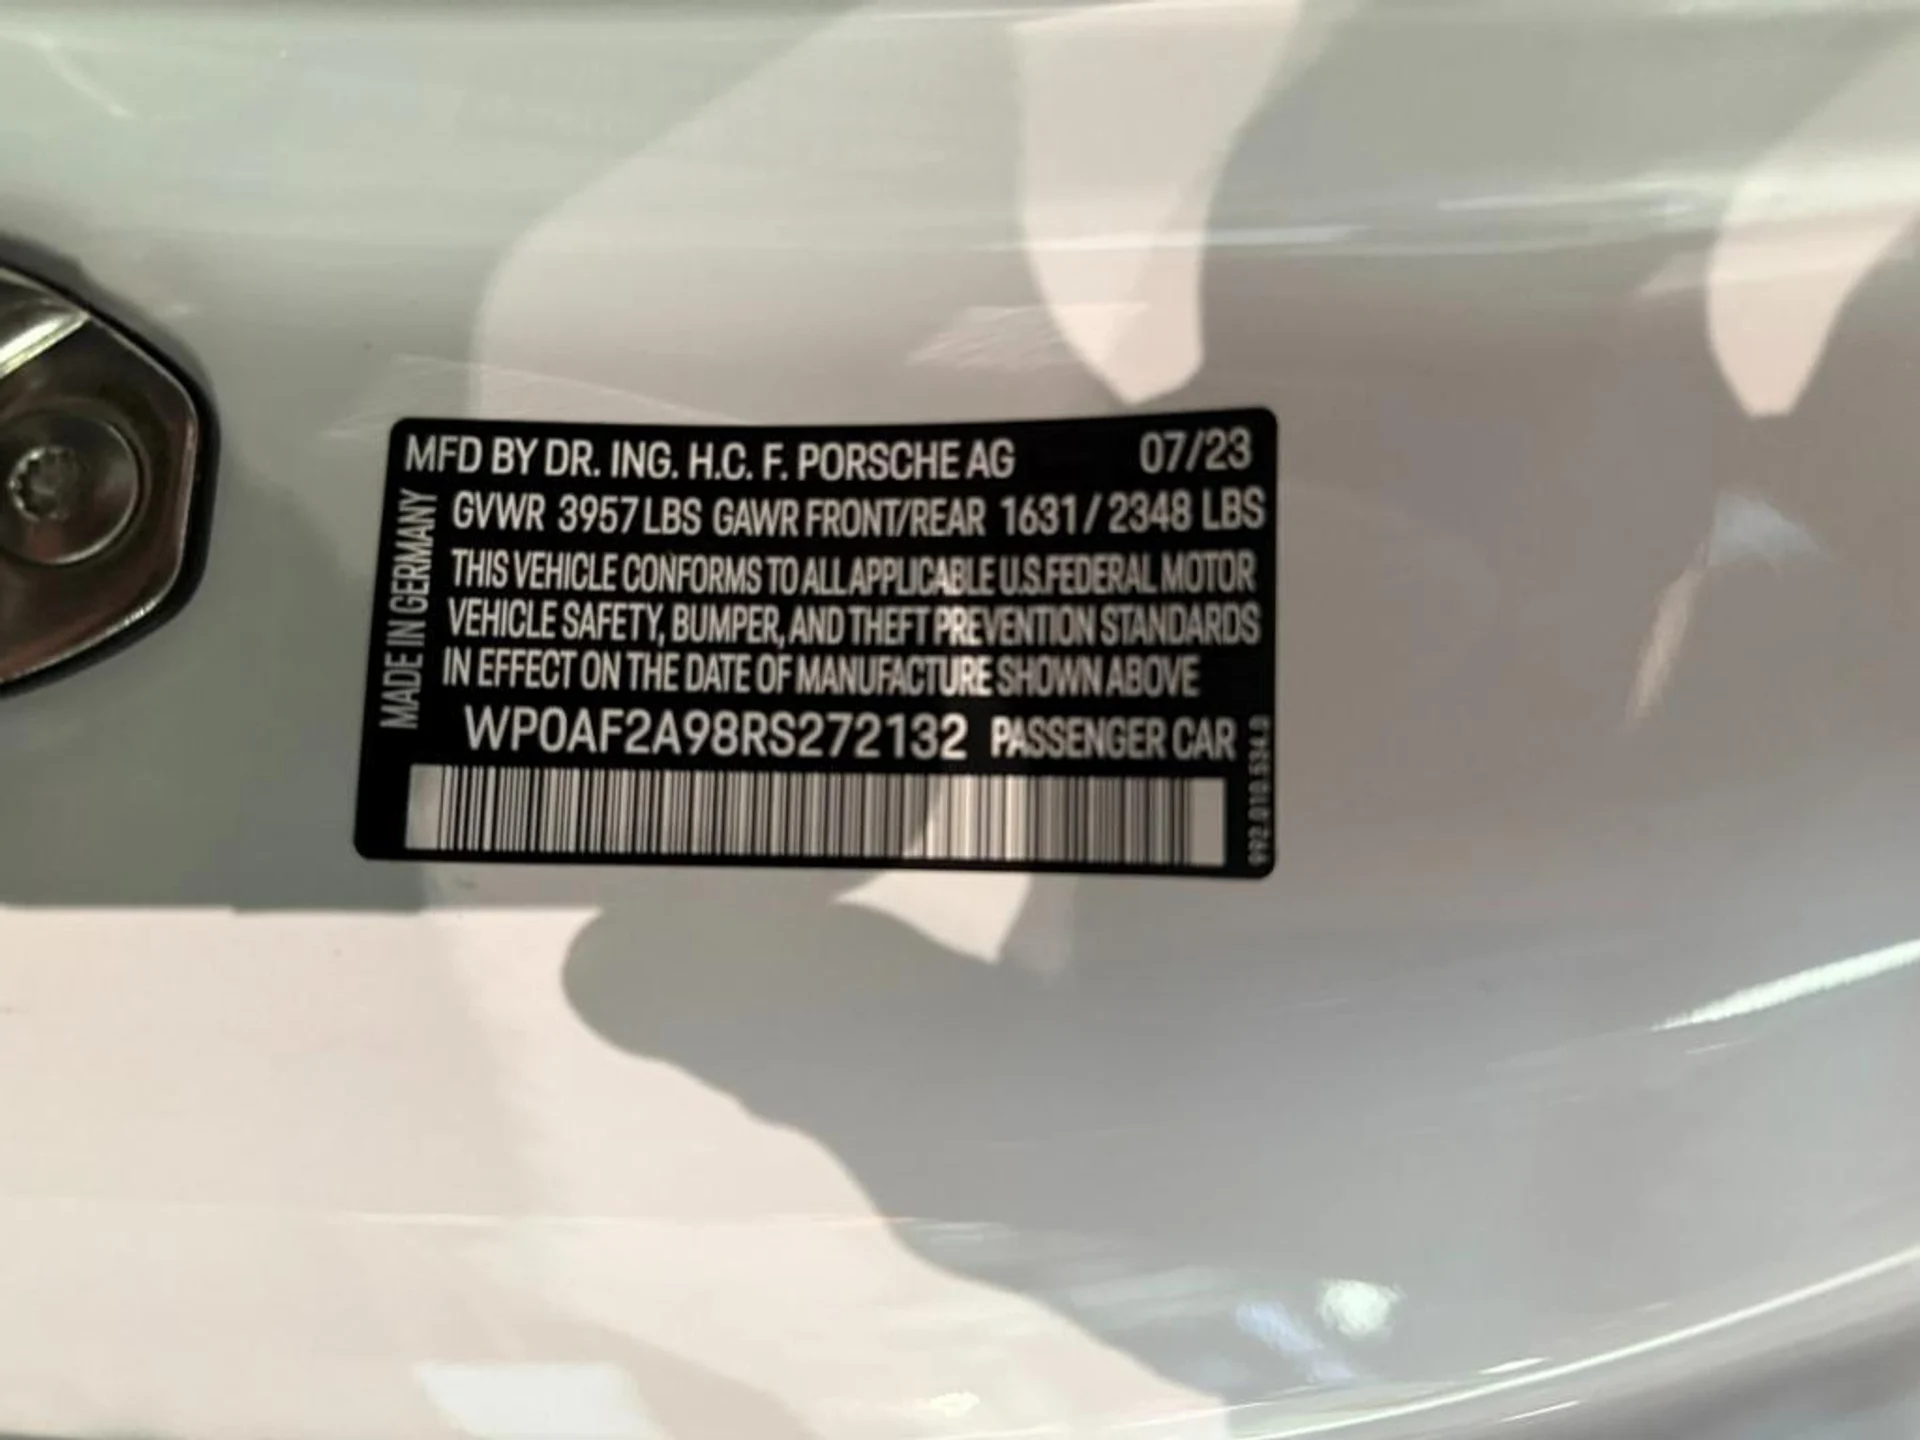 MFD BY DR. ING. H.C. F. PORSCHE AG 07/23
GVWR 3957 LBS GAWR FRONT/REAR 1631 / 2348 LBS
THIS VEHICLE CONFORMS TO ALL APPLICABLE U.S.FEDERAL MOTOR
VEHICLE SAFETY, BUMPER, AND THEFT PREVENTION STANDARDS
IN EFFECT ON THE DATE OF MANUFACTURE SHOWN ABOVE
WP0AF2A98RS272132 PASSENGER CAR
MADE IN GERMANY